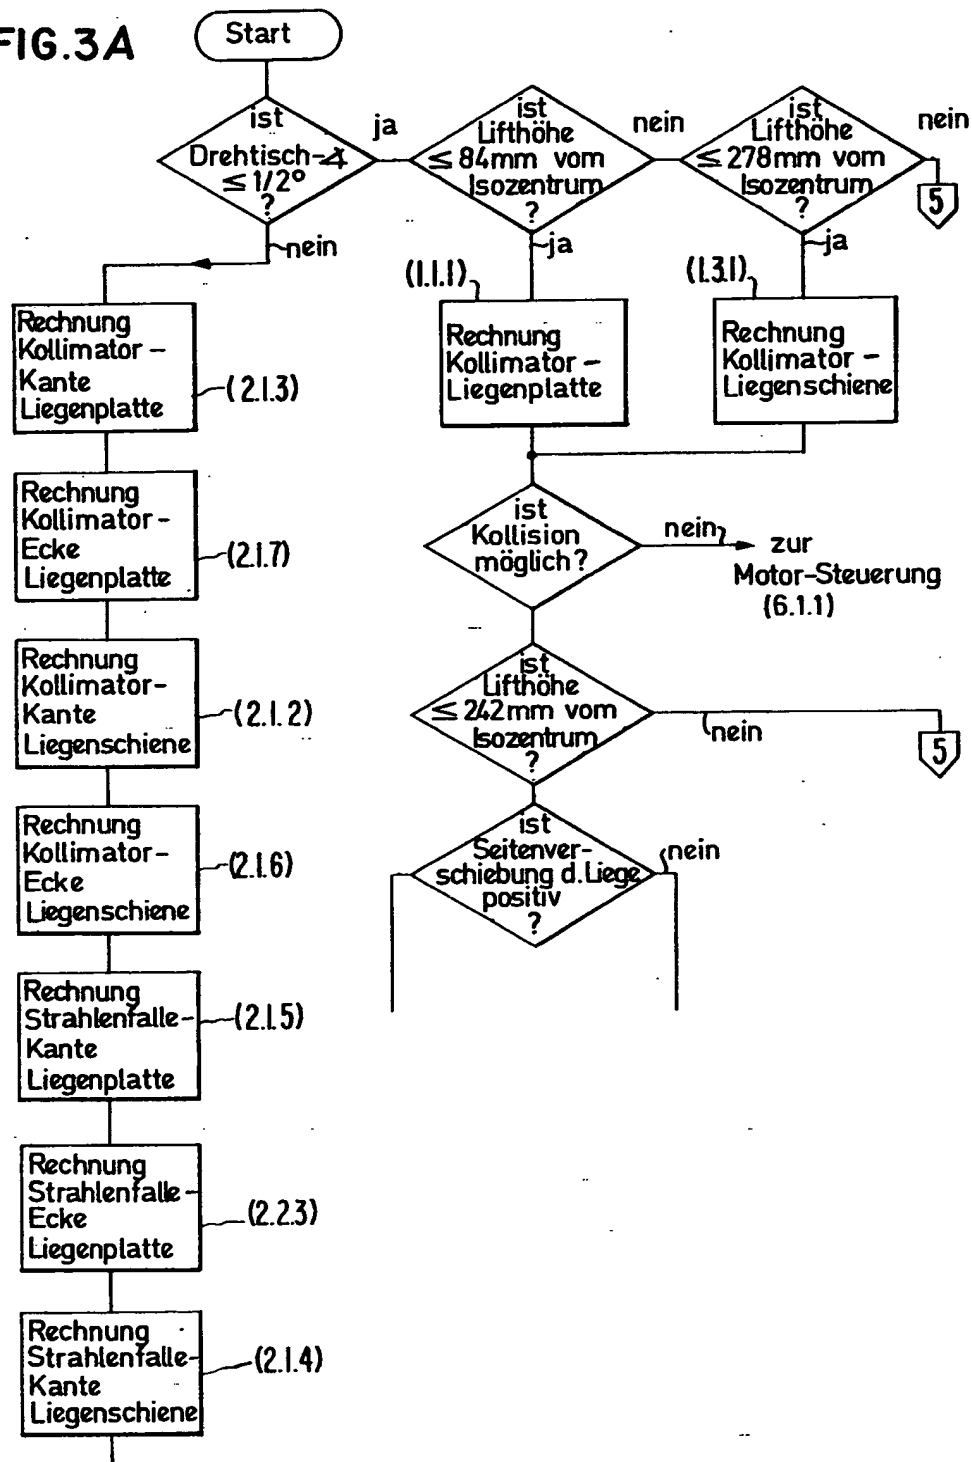 FIG.3A
Start
ist
Drehtisch-∢
≤ 1/2°
?
ja
nein
ist
Lifthöhe
≤ 84mm vom
Isozentrum
?
nein
ja
ist
Lifthöhe
≤ 278mm vom
Isozentrum
?
nein
5
ja
(1.1.1)
Rechnung
Kollimator-
Liegenplatte
(1.3.1)
Rechnung
Kollimator-
Liegenschiene
ist
Kollision
möglich?
nein
zur
Motor-Steuerung
(6.1.1)
ist
Lifthöhe
≤ 242mm vom
Isozentrum
?
nein
5
ist
Seitenver-
schiebung d. Liege
positiv
?
nein
Rechnung
Kollimator-
Kante
Liegenplatte
(2.1.3)
Rechnung
Kollimator-
Ecke
Liegenplatte
(2.1.7)
Rechnung
Kollimator-
Kante
Liegenschiene
(2.1.2)
Rechnung
Kollimator-
Ecke
Liegenschiene
(2.1.6)
Rechnung
Strahlenfalle-
Kante
Liegenplatte
(2.1.5)
Rechnung
Strahlenfalle-
Ecke
Liegenplatte
(2.2.3)
Rechnung
Strahlenfalle-
Kante
Liegenschiene
(2.1.4)